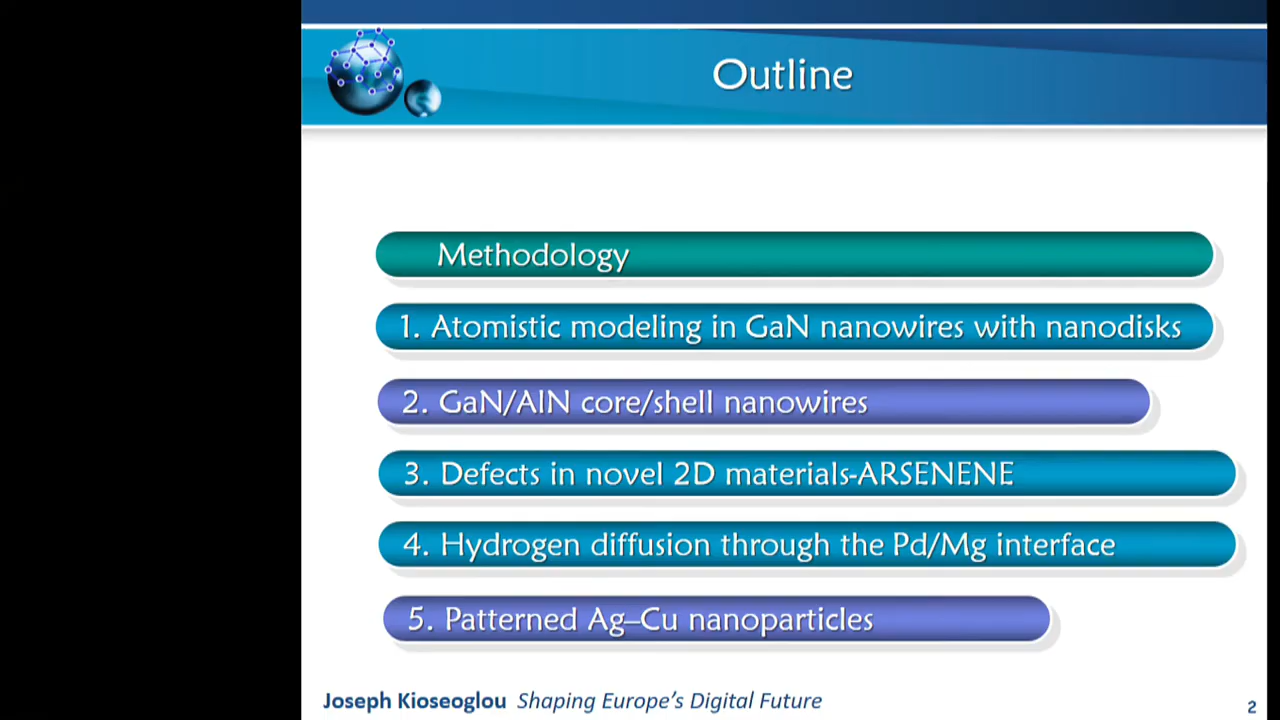 Outline
Methodology
1. Atomistic modeling in GaN nanowires with nanodisks
2. GaN/AlN core/shell nanowires
3. Defects in novel 2D materials-ARSENENE
4. Hydrogen diffusion through the Pd/Mg interface
5. Patterned Ag–Cu nanoparticles
Joseph Kioseoglou Shaping Europe's Digital Future
2